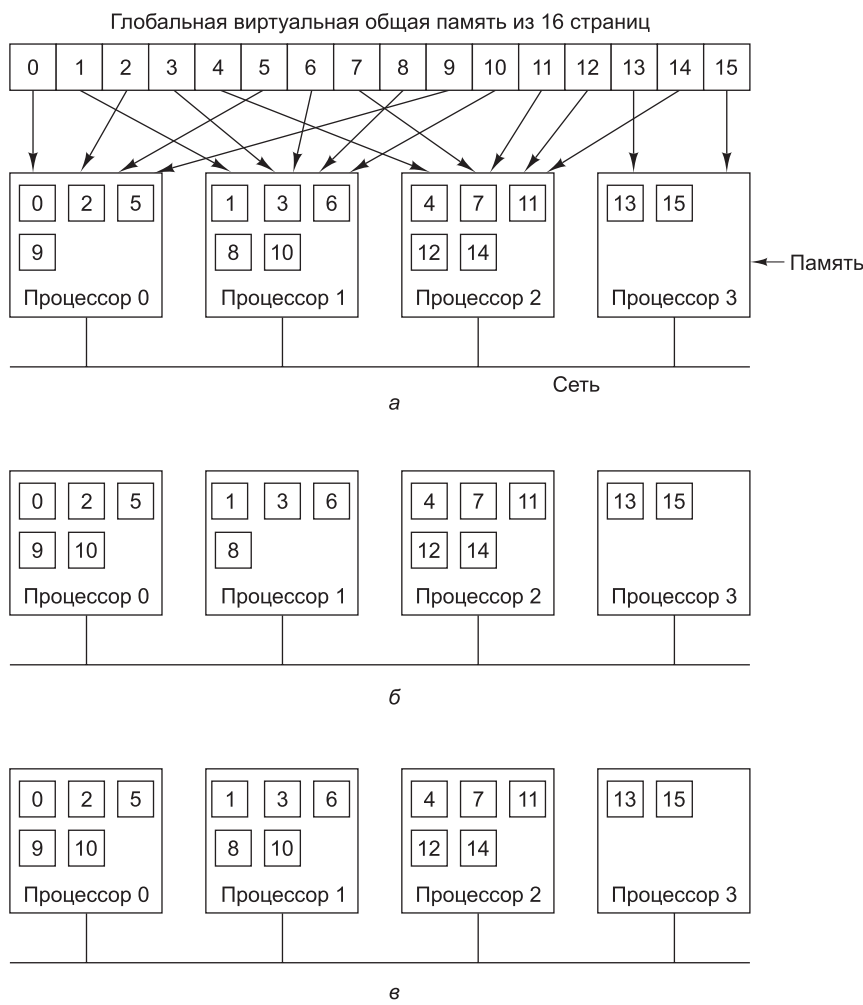 Глобальная виртуальная общая память из 16 страниц
0 1 2 3 4 5 6 7 8 9 10 11 12 13 14 15
0 2 5 1 3 6 4 7 11 13 15
9 8 10 12 14
Память
Процессор 0 Процессор 1 Процессор 2 Процессор 3
Сеть
а
0 2 5 1 3 6 4 7 11 13 15
9 10 8 12 14
Процессор 0 Процессор 1 Процессор 2 Процессор 3
б
0 2 5 1 3 6 4 7 11 13 15
9 10 8 10 12 14
Процессор 0 Процессор 1 Процессор 2 Процессор 3
в